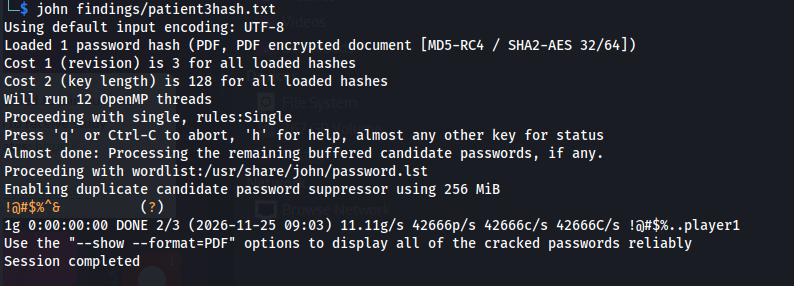 └─$ john findings/patient3hash.txt
Using default input encoding: UTF-8
Loaded 1 password hash (PDF, PDF encrypted document [MD5-RC4 / SHA2-AES 32/64])
Cost 1 (revision) is 3 for all loaded hashes
Cost 2 (key length) is 128 for all loaded hashes
Will run 12 OpenMP threads
Proceeding with single, rules:Single
Press 'q' or Ctrl-C to abort, 'h' for help, almost any other key for status
Almost done: Processing the remaining buffered candidate passwords, if any.
Proceeding with wordlist:/usr/share/john/password.lst
Enabling duplicate candidate password suppressor using 256 MiB
!@#$%^&          (?)
1g 0:00:00:00 DONE 2/3 (2026-11-25 09:03) 11.11g/s 42666p/s 42666c/s 42666C/s !@#$%..player1
Use the "--show --format=PDF" options to display all of the cracked passwords reliably
Session completed
File System
Browse Network